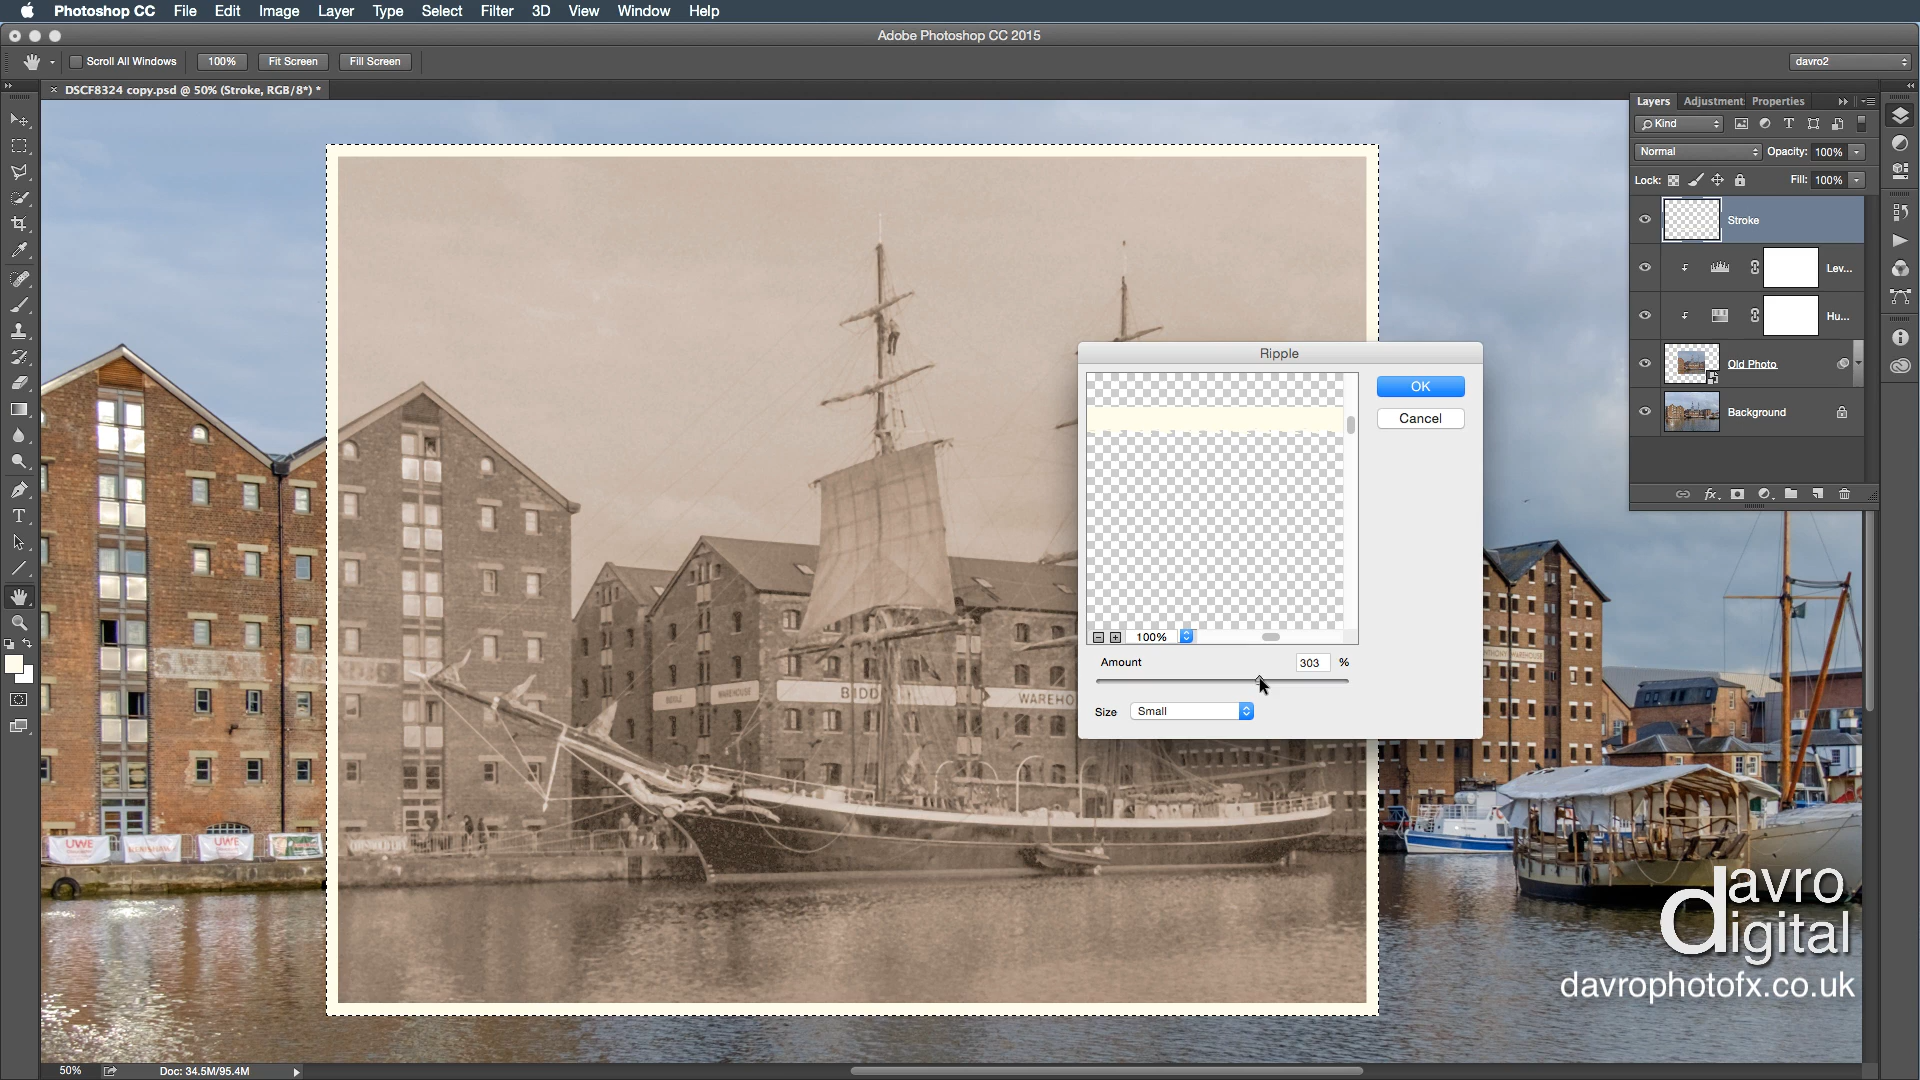 Photoshop CC File Edit Image Layer Type Select Filter 3D View Window Help
Adobe Photoshop CC 2015
Scroll All Windows 100% Fit Screen Fill Screen davro2
× DSCF8324 copy.psd @ 50% (Stroke, RGB/8*) *
Layers Adjustment: Properties
Kind
Normal Opacity: 100%
Lock: Fill: 100%
Stroke
Lev...
Hu...
Old Photo
Background
Ripple
OK
Cancel
100%
Amount 303 %
Size Small
WAREHOUSE
BIDD
WAREHO
UWE
UWE
davro
digital
davrophotofx.co.uk
50% Doc: 34.5M/95.4M